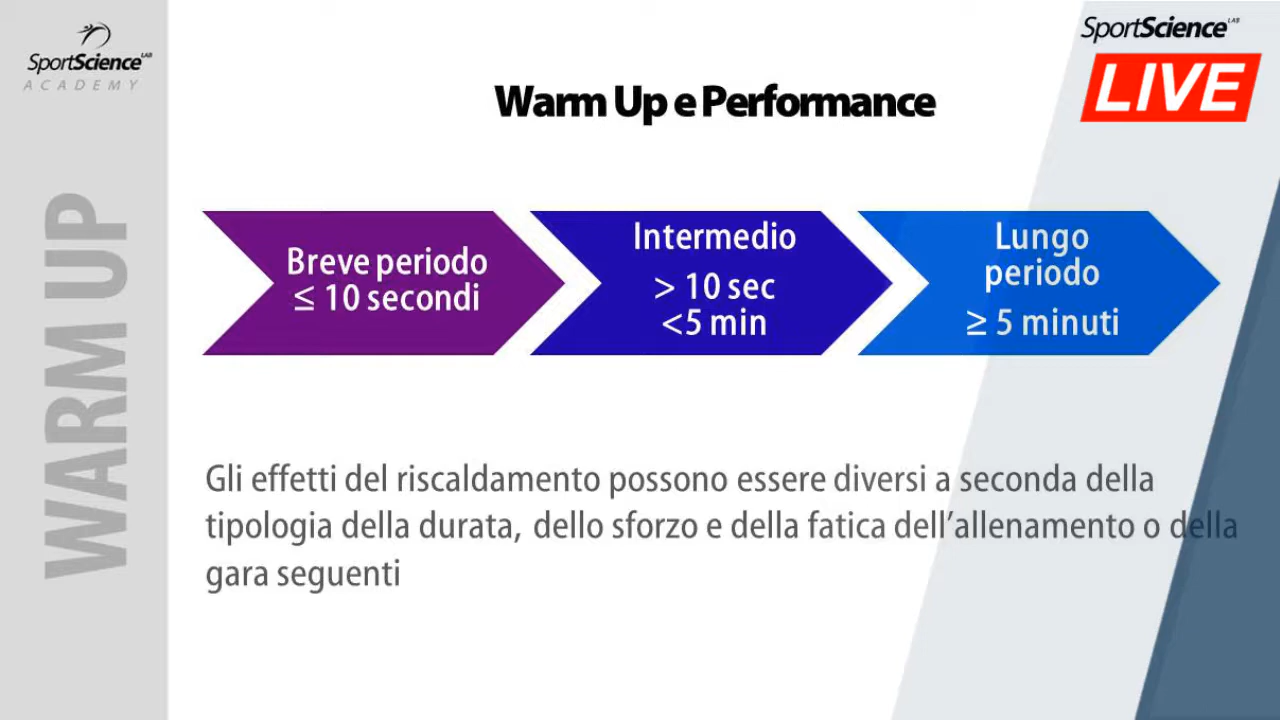 SportScience LAB
ACADEMY
SportScience LAB
LIVE
Warm Up e Performance
WARM UP
Breve periodo
≤ 10 secondi
Intermedio
> 10 sec
<5 min
Lungo
periodo
≥ 5 minuti
Gli effetti del riscaldamento possono essere diversi a seconda della
tipologia della durata, dello sforzo e della fatica dell’allenamento o della
gara seguenti